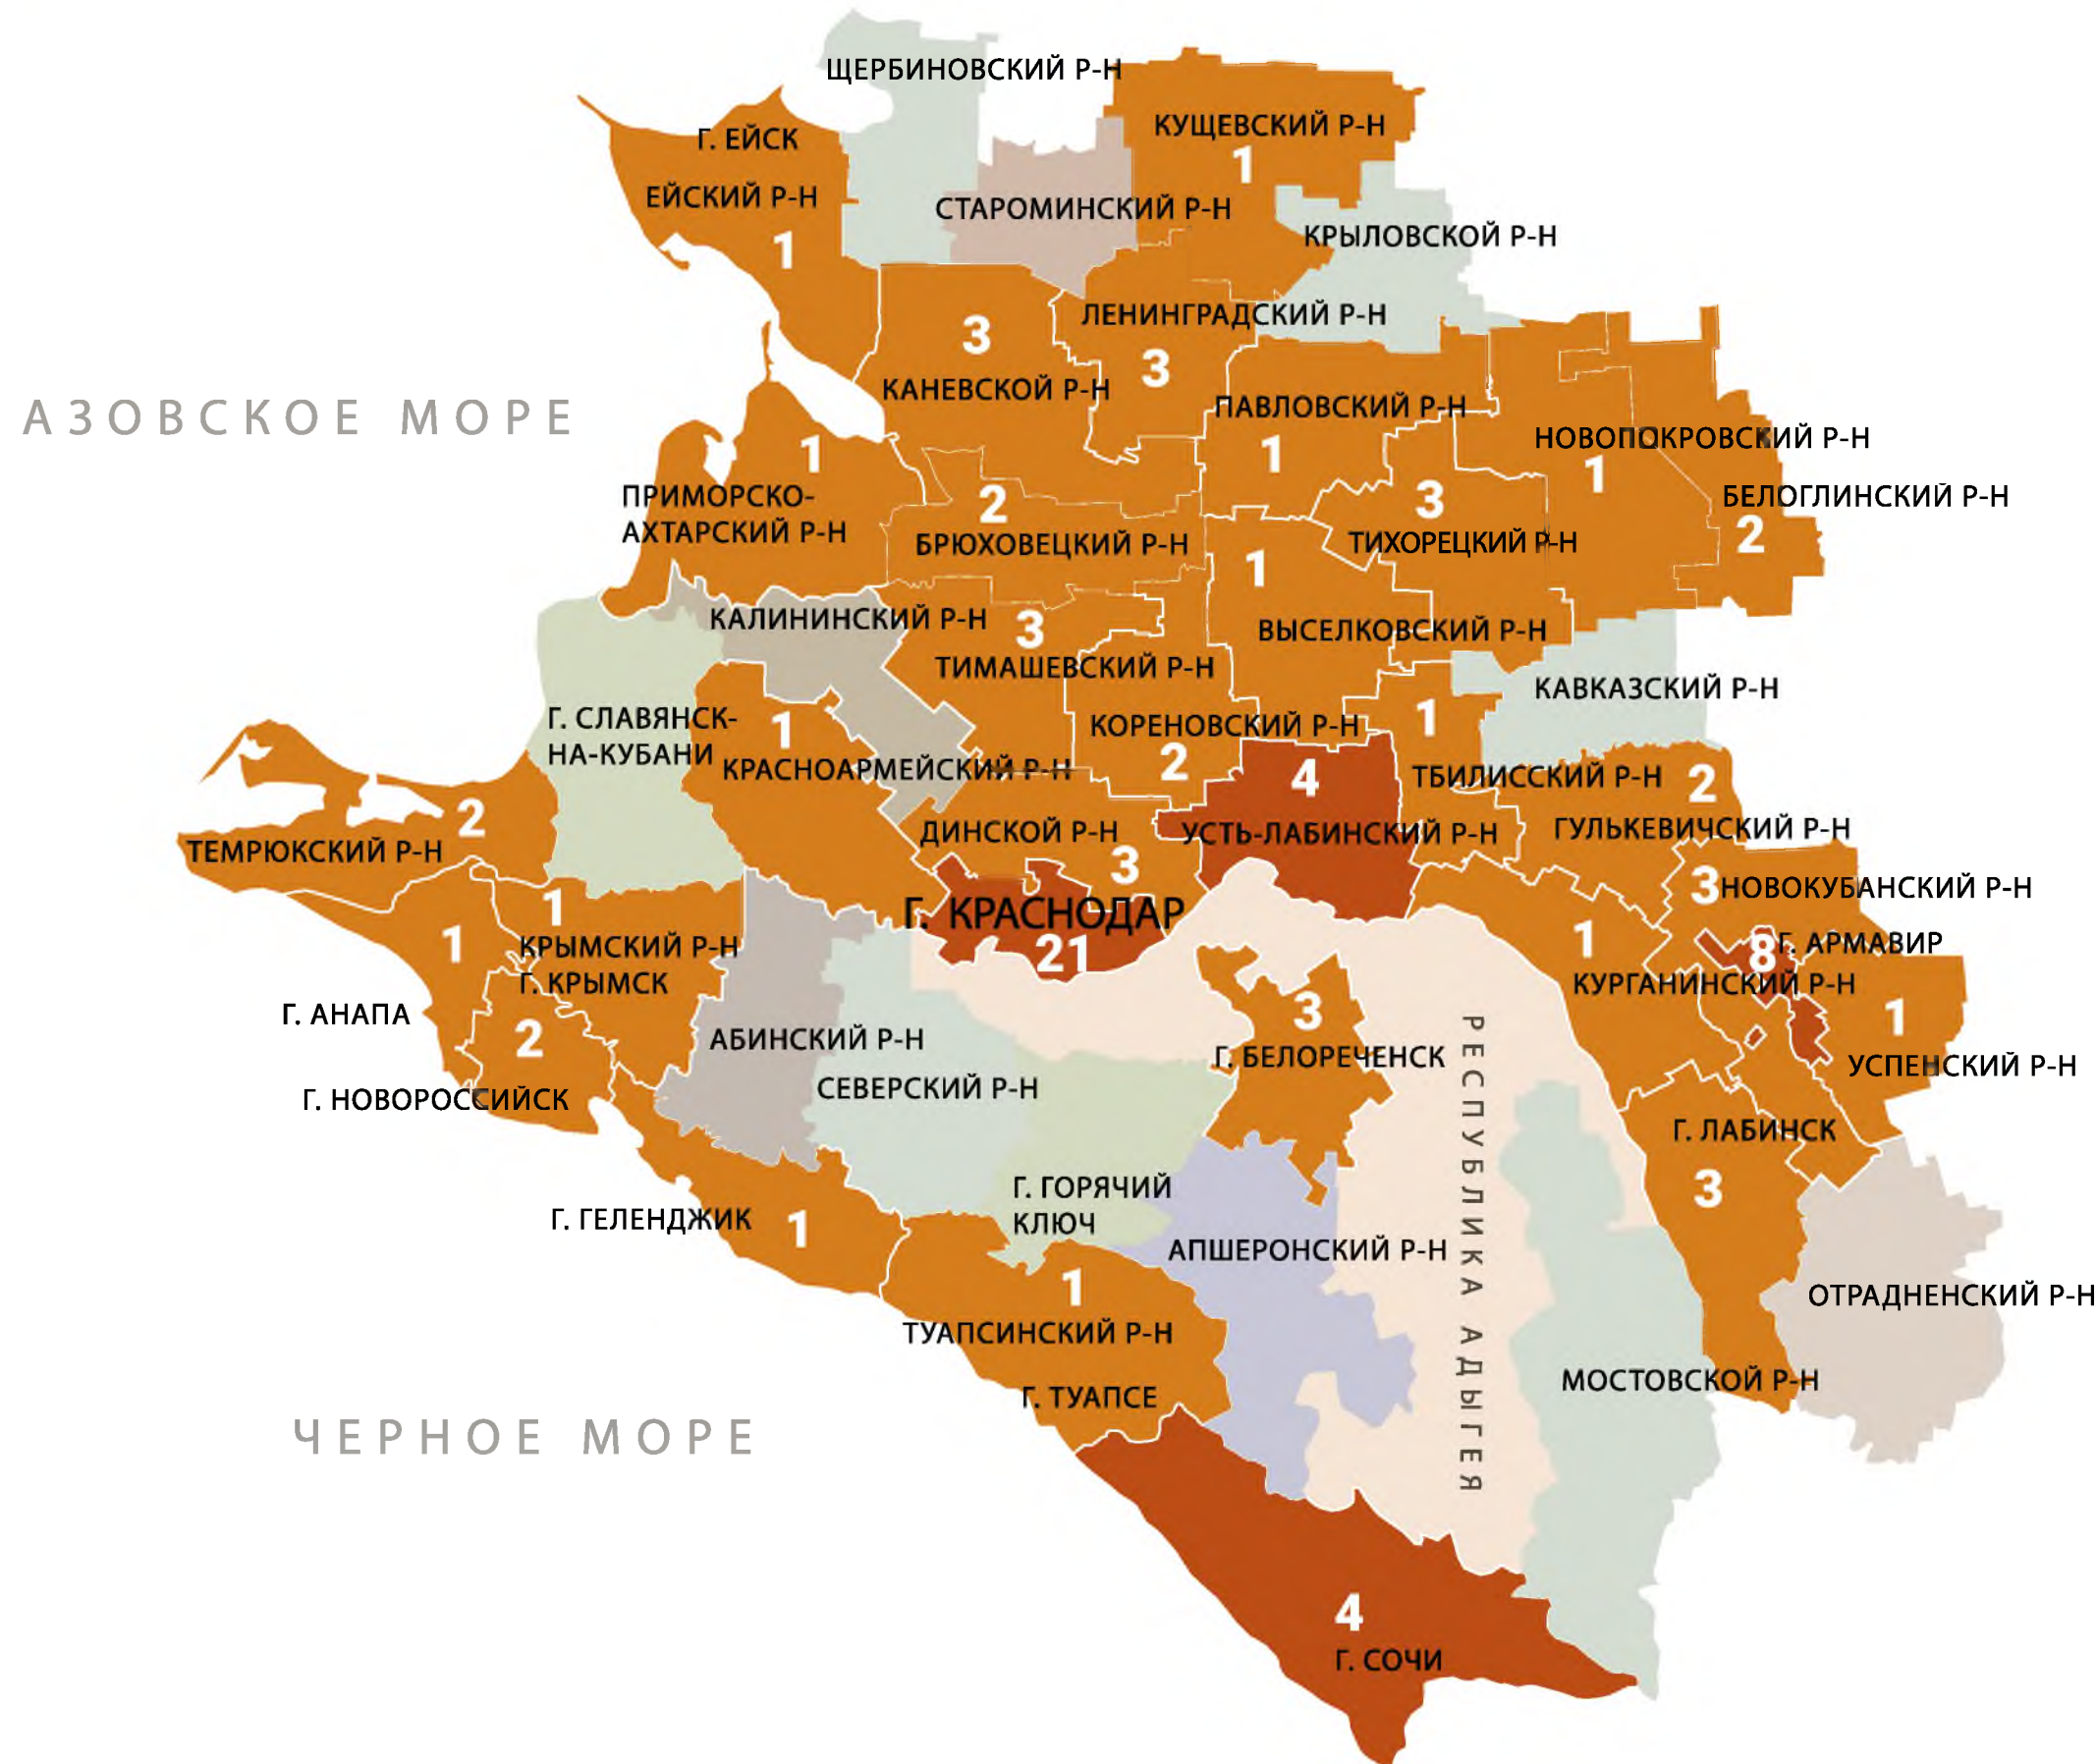 ЩЕРБИНОВСКИЙ Р-Н
КУЩЕВСКИЙ Р-Н
1
Г. ЕЙСК
ЕЙСКИЙ Р-Н
1
СТАРОМИНСКИЙ Р-Н
КРЫЛОВСКОЙ Р-Н
ЛЕНИНГРАДСКИЙ Р-Н
3
3
КАНЕВСКОЙ Р-Н
АЗОВСКОЕ МОРЕ
ПАВЛОВСКИЙ Р-Н
1
НОВОПОКРОВСКИЙ Р-Н
1
1
ПРИМОРСКО-
АХТАРСКИЙ Р-Н
2
БРЮХОВЕЦКИЙ Р-Н
3
ТИХОРЕЦКИЙ Р-Н
БЕЛОГЛИНСКИЙ Р-Н
2
1
ВЫСЕЛКОВСКИЙ Р-Н
КАЛИНИНСКИЙ Р-Н
3
ТИМАШЕВСКИЙ Р-Н
КАВКАЗСКИЙ Р-Н
Г. СЛАВЯНСК-
НА-КУБАНИ
1
КРАСНОАРМЕЙСКИЙ Р-Н
КОРЕНОВСКИЙ Р-Н
2
1
ТБИЛИССКИЙ Р-Н
2
ГУЛЬКЕВИЧСКИЙ Р-Н
4
УСТЬ-ЛАБИНСКИЙ Р-Н
2
ТЕМРЮКСКИЙ Р-Н
ДИНСКОЙ Р-Н
3
3
НОВОКУБАНСКИЙ Р-Н
Г. КРАСНОДАР
21
1
КРЫМСКИЙ Р-Н
Г. КРЫМСК
1
Г. АНАПА
8
Г. АРМАВИР
1
КУРГАНИНСКИЙ Р-Н
1
УСПЕНСКИЙ Р-Н
3
Г. БЕЛОРЕЧЕНСК
2
Г. НОВОРОССИЙСК
АБИНСКИЙ Р-Н
СЕВЕРСКИЙ Р-Н
РЕСПУБЛИКА АДЫГЕЯ
Г. ЛАБИНСК
3
Г. ГОРЯЧИЙ
КЛЮЧ
Г. ГЕЛЕНДЖИК
1
АПШЕРОНСКИЙ Р-Н
ОТРАДНЕНСКИЙ Р-Н
1
ТУАПСИНСКИЙ Р-Н
Г. ТУАПСЕ
МОСТОВСКОЙ Р-Н
ЧЕРНОЕ МОРЕ
4
Г. СОЧИ